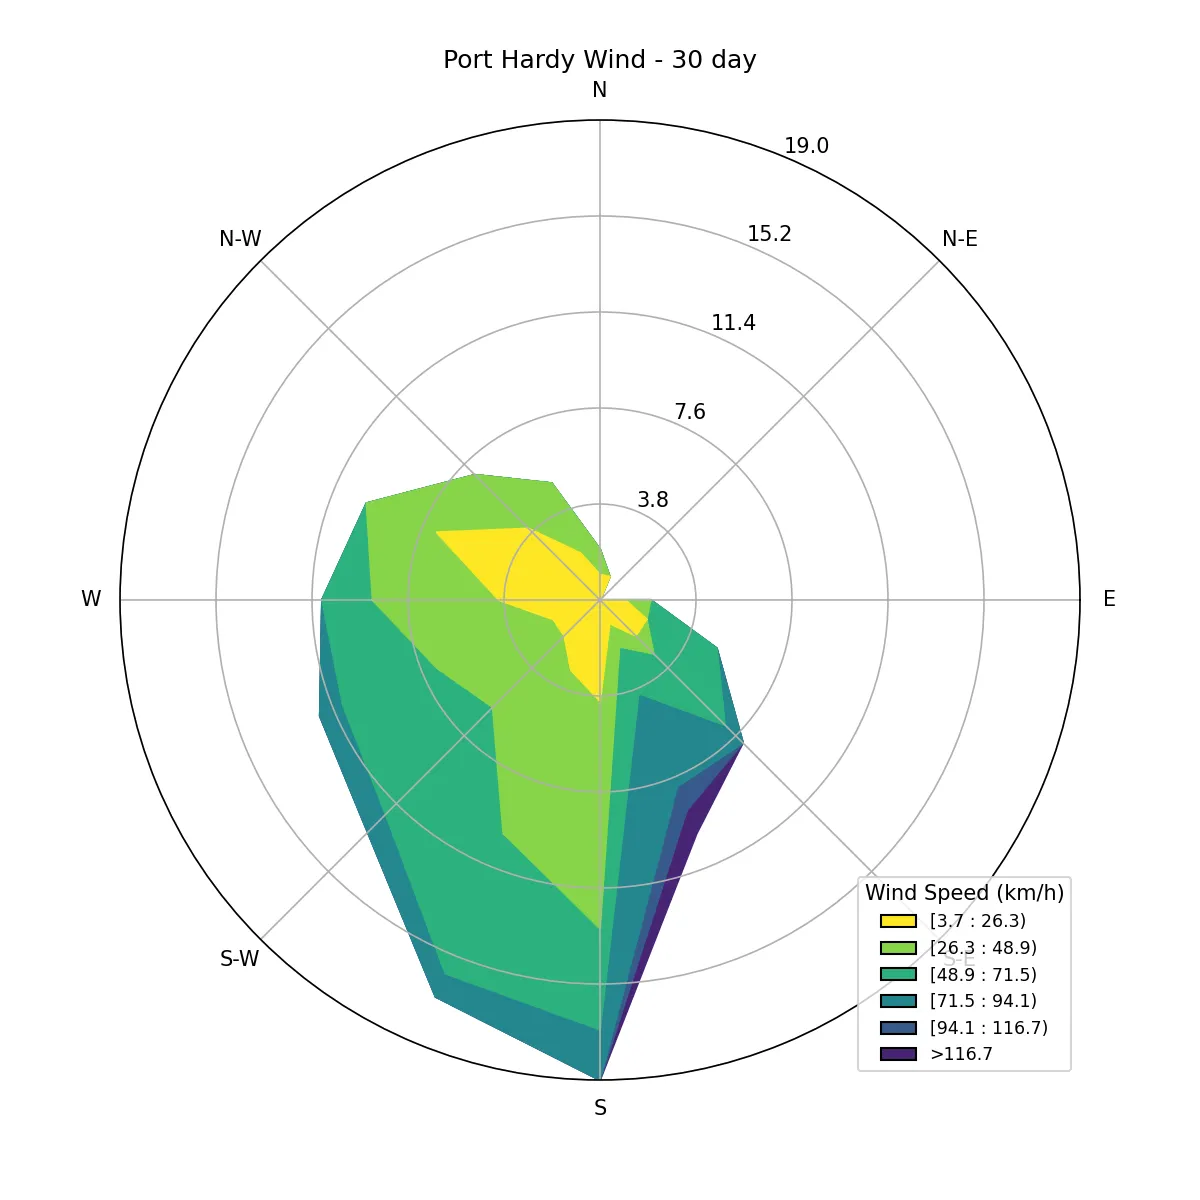 Port Hardy Wind - 30 day
N
19.0
15.2
N-W
N-E
11.4
7.6
3.8
W
E
Wind Speed (km/h)
[3.7 : 26.3)
[26.3 : 48.9)
S-W
S-E
[48.9 : 71.5)
[71.5 : 94.1)
[94.1 : 116.7)
>116.7
S